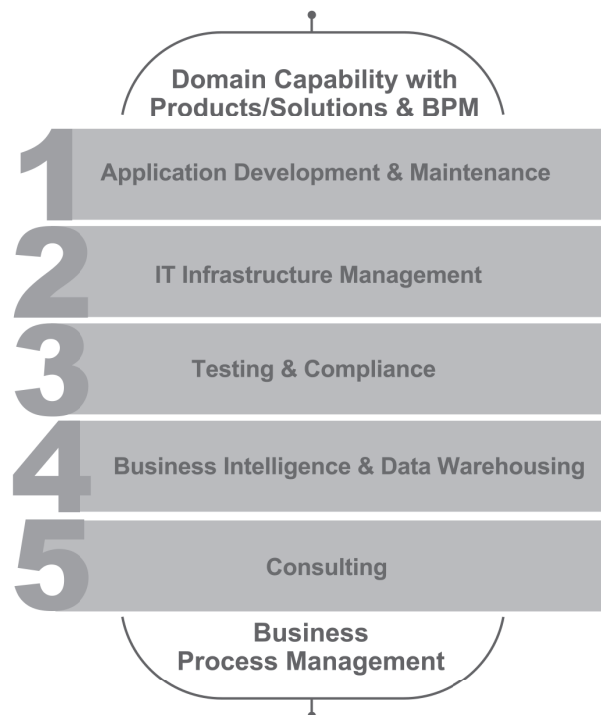 Domain Capability with
Products/Solutions & BPM
1
Application Development & Maintenance
2
IT Infrastructure Management
3
Testing & Compliance
4
Business Intelligence & Data Warehousing
5
Consulting
Business
Process Management